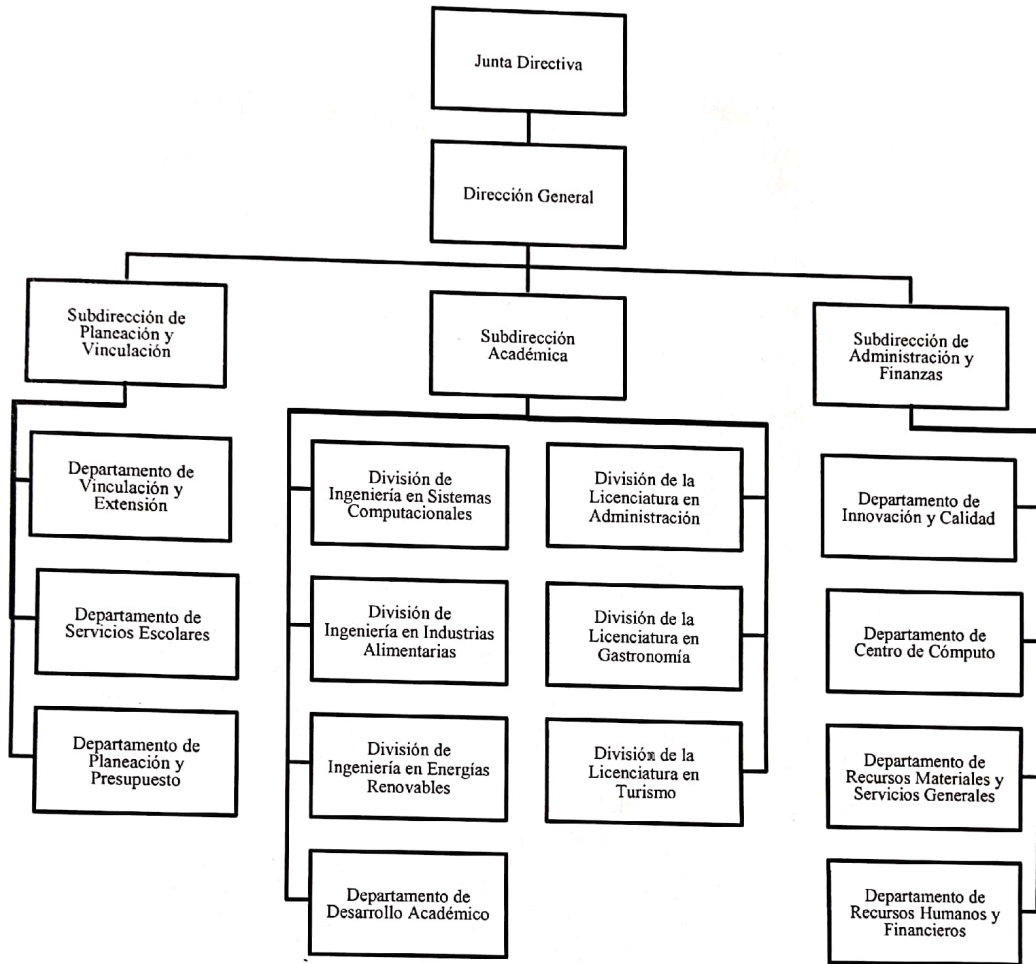 Junta Directiva
Dirección General
Subdirección de
Planeación y
Vinculación
Subdirección
Académica
Subdirección de
Administración y
Finanzas
Departamento de
Vinculación y
Extensión
Departamento de
Servicios Escolares
Departamento de
Planeación y
Presupuesto
División de
Ingeniería en Sistemas
Computacionales
División de
Ingeniería en Industrias
Alimentarias
División de
Ingeniería en Energías
Renovables
Departamento de
Desarrollo Académico
División de la
Licenciatura en
Administración
División de la
Licenciatura en
Gastronomía
División de la
Licenciatura en
Turismo
Departamento de
Innovación y Calidad
Departamento de
Centro de Cómputo
Departamento de
Recursos Materiales y
Servicios Generales
Departamento de
Recursos Humanos y
Financieros